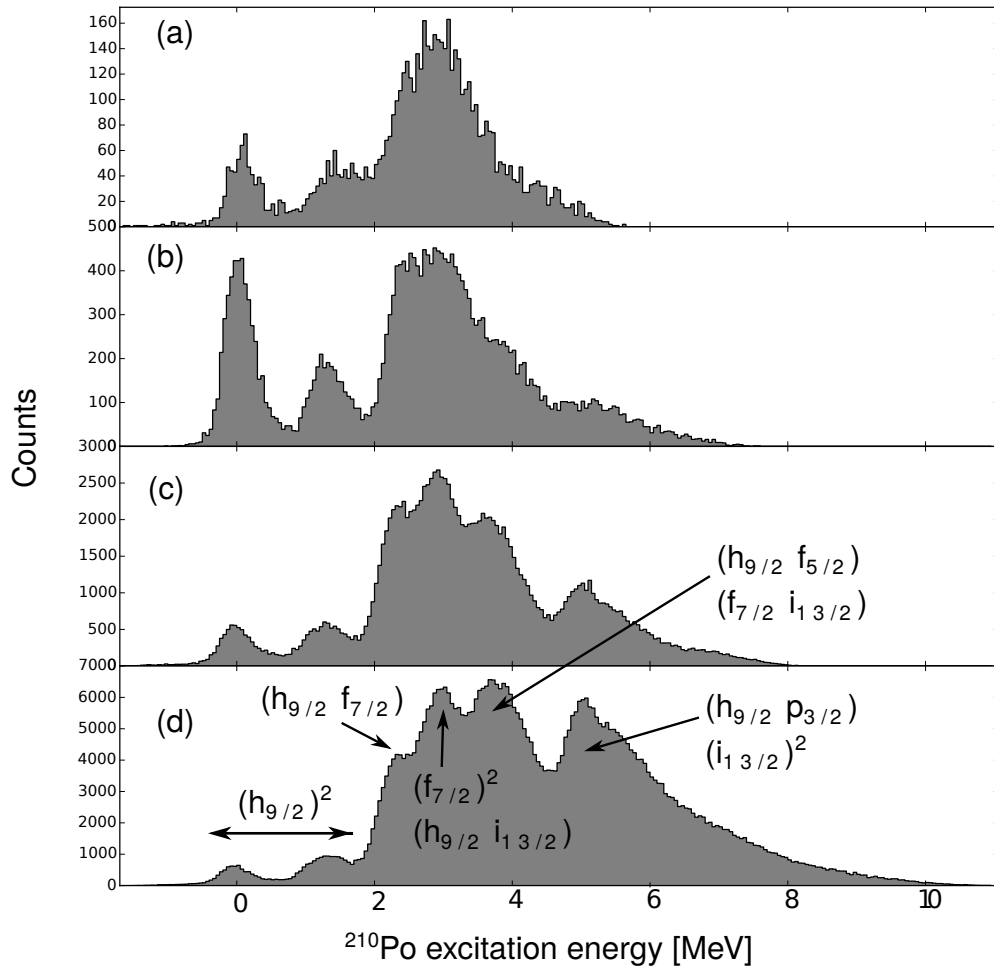 (a)
160
140
120
100
80
60
40
20
0
(b)
500
400
300
200
100
0
(c)
3000
2500
2000
1500
1000
500
0
(h9/2 f5/2)
(f7/2 i13/2)
(d)
7000
6000
5000
4000
3000
2000
1000
0
(h9/2 f7/2)
(h9/2 p3/2)
(i13/2)²
(h9/2)²
(f7/2)²
(h9/2 i13/2)
0 2 4 6 8 10
Counts
²¹⁰Po excitation energy [MeV]